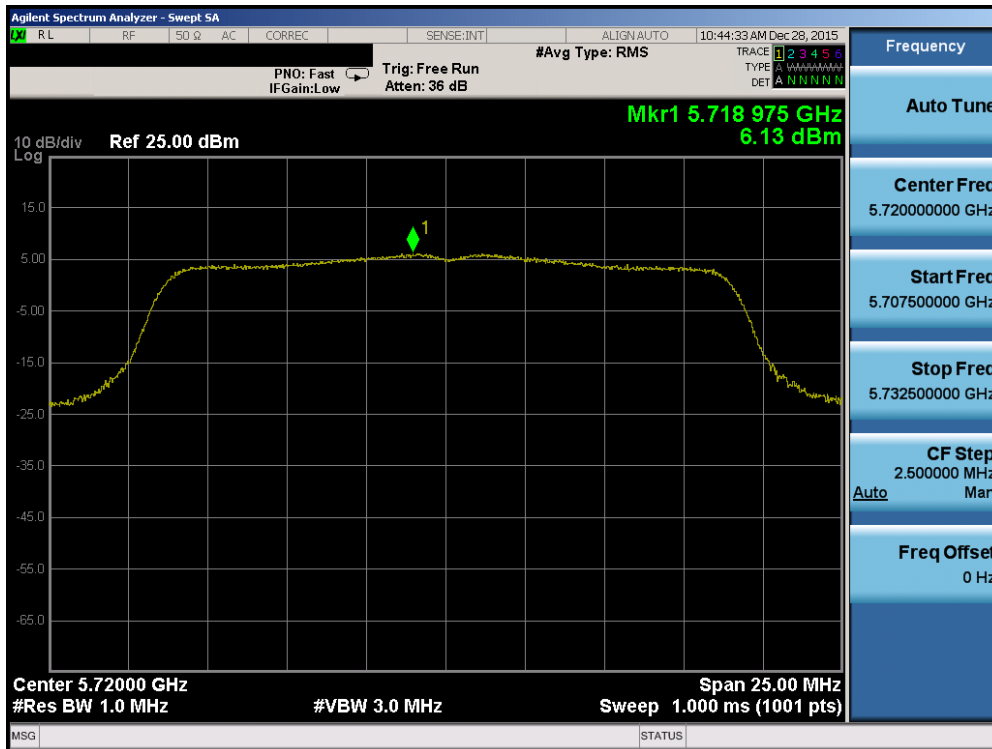 Agilent Spectrum Analyzer - Swept SA
LXI RL RF 50 Ω AC CORREC SENSE:INT ALIGN AUTO 10:44:33 AM Dec 28, 2015
#Avg Type: RMS
TRACE 1 2 3 4 5 6
PNO: Fast Trig: Free Run
TYPE A WWWWW
IFGain:Low Atten: 36 dB
DET A N N N N N
Mkr1 5.718 975 GHz
6.13 dBm
10 dB/div Ref 25.00 dBm
Log
15.0
1
5.00
-5.00
-15.0
-25.0
-35.0
-45.0
-55.0
-65.0
Center 5.72000 GHz Span 25.00 MHz
#Res BW 1.0 MHz #VBW 3.0 MHz Sweep 1.000 ms (1001 pts)
MSG STATUS
Frequency
Auto Tune
Center Freq
5.720000000 GHz
Start Freq
5.707500000 GHz
Stop Freq
5.732500000 GHz
CF Step
2.500000 MHz
Auto Man
Freq Offset
0 Hz